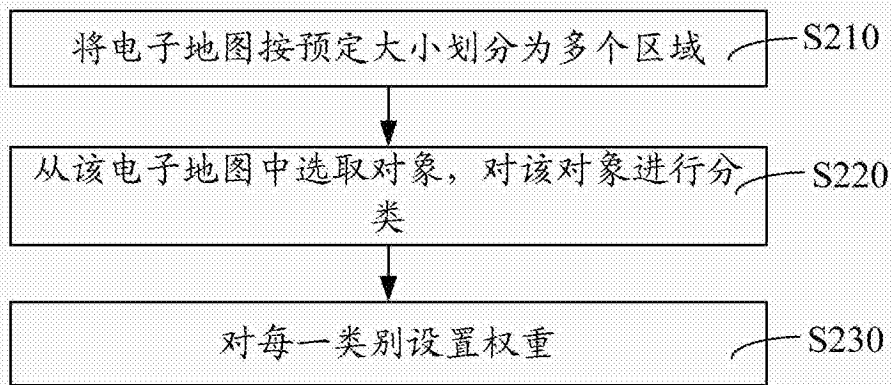 将电子地图按预定大小划分为多个区域 S210
从该电子地图中选取对象，对该对象进行分 S220
类
对每一类别设置权重 S230